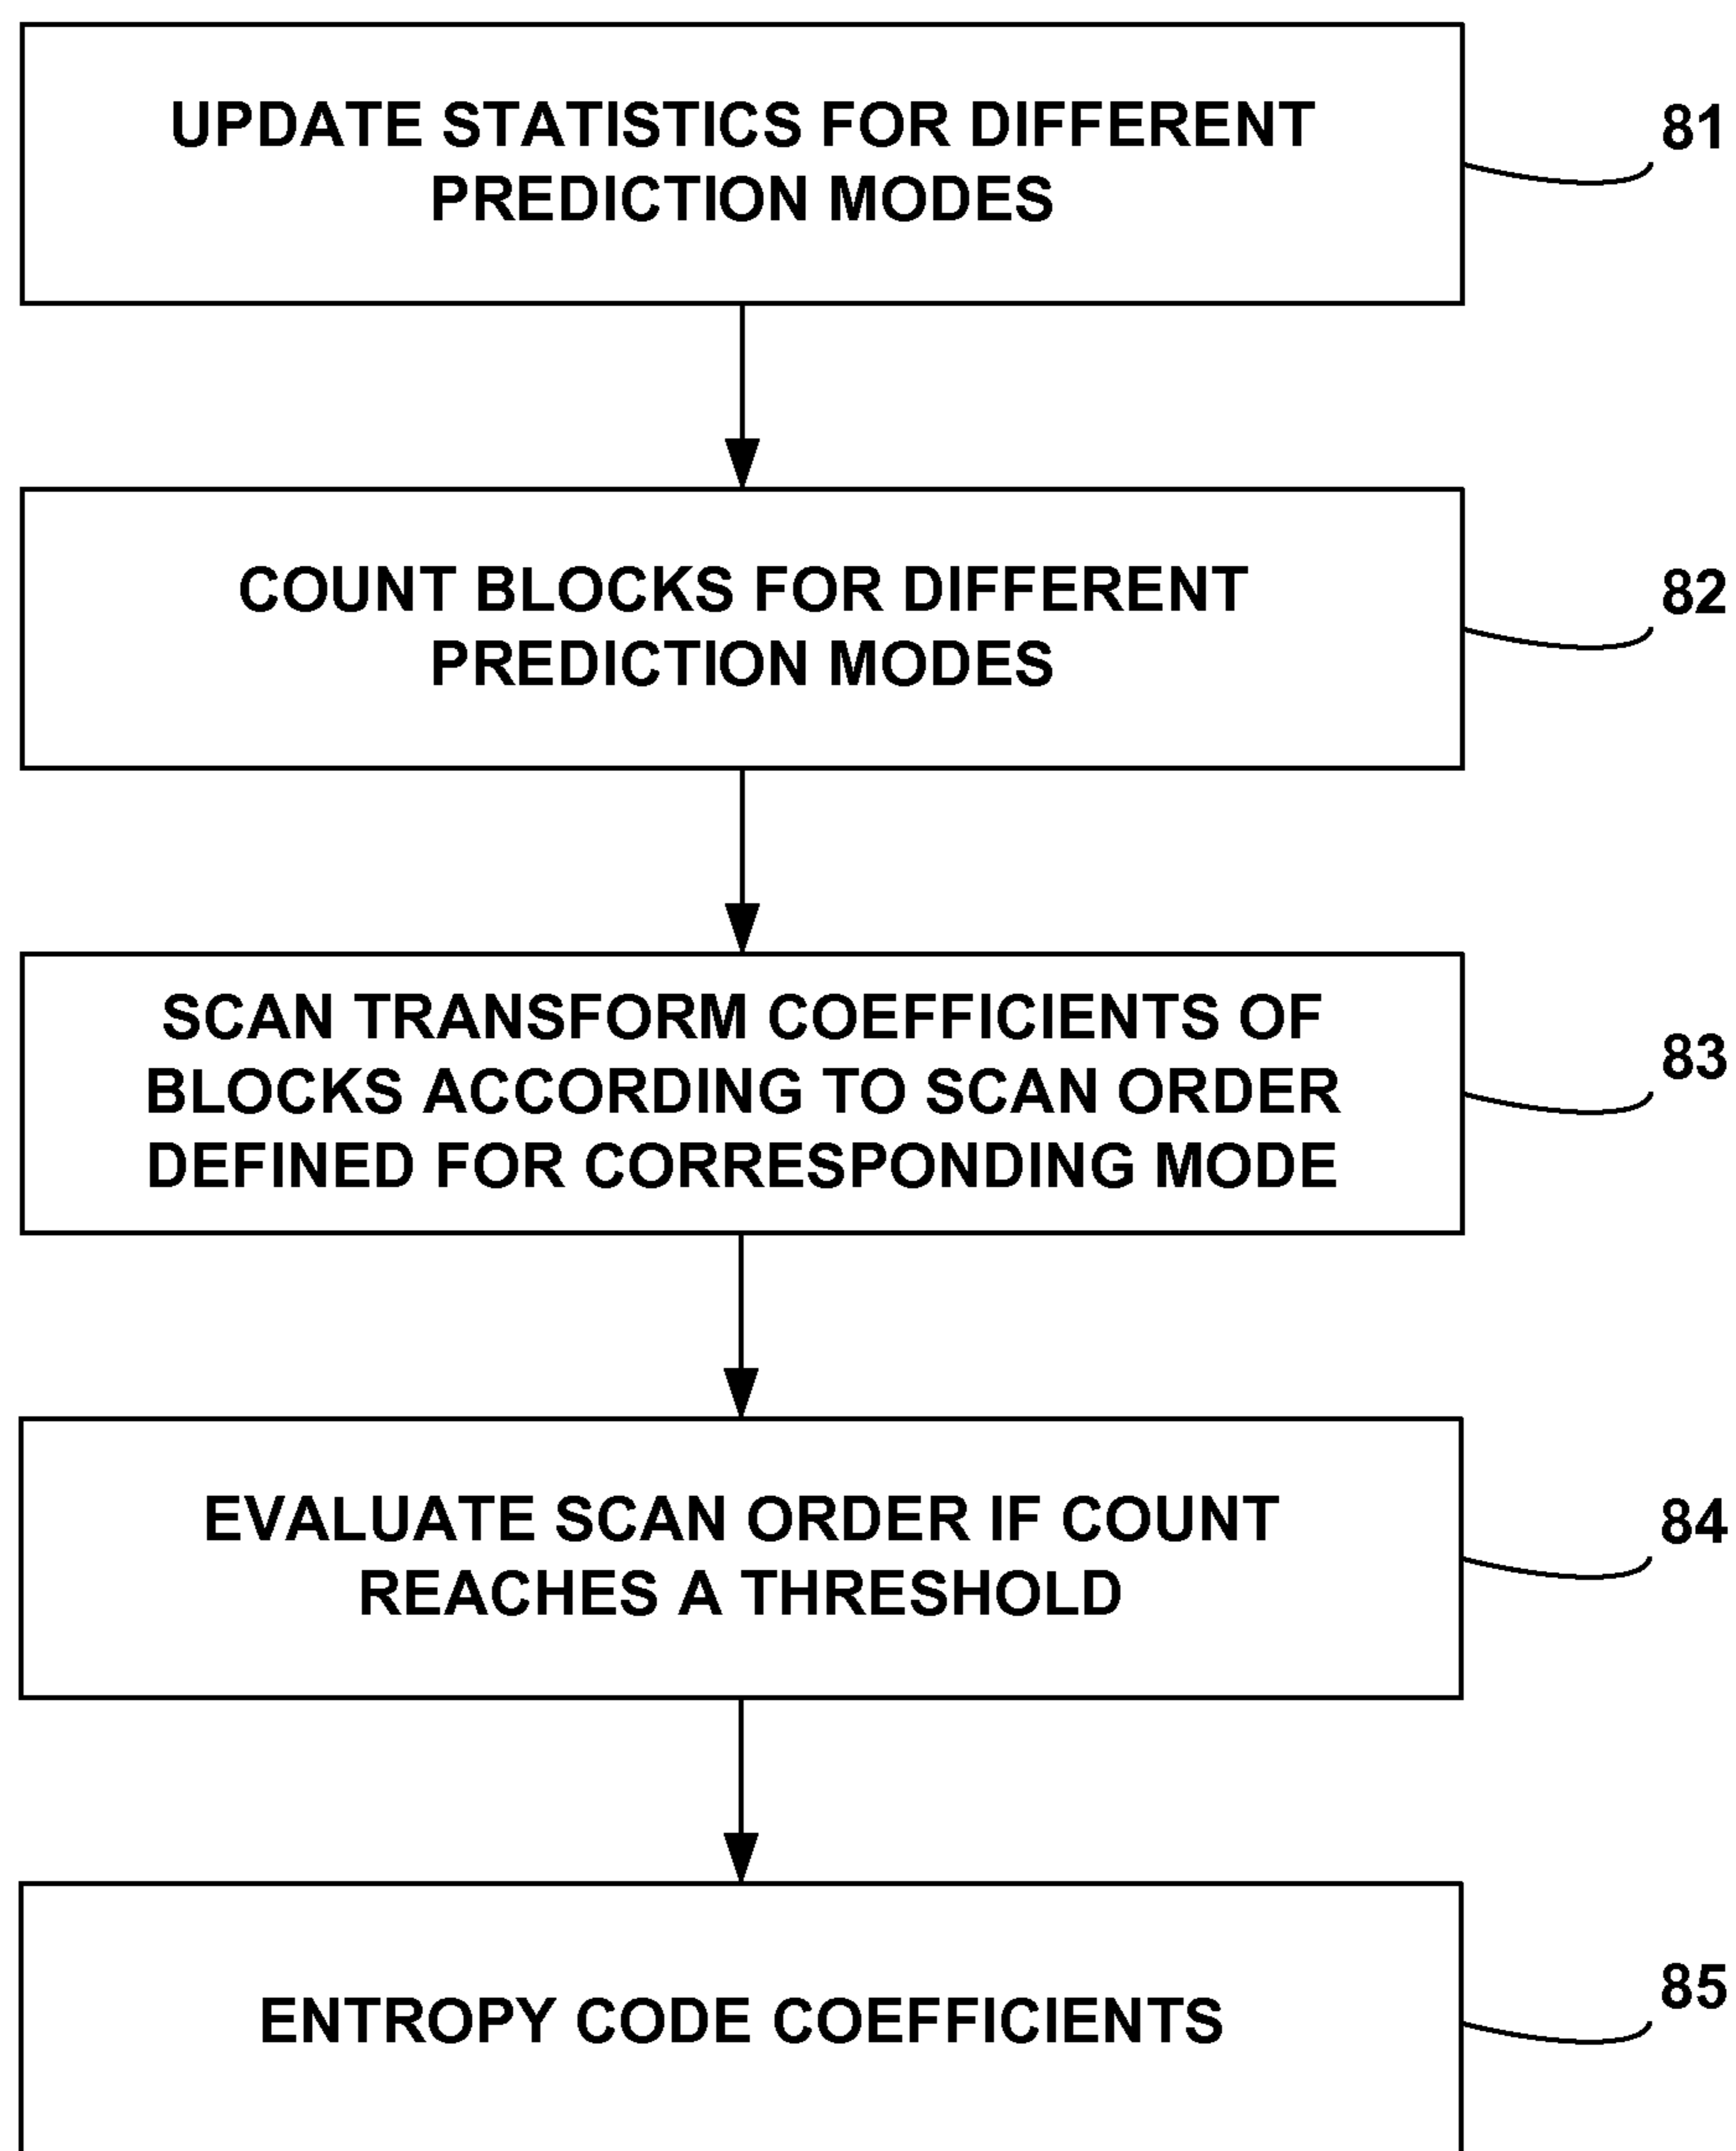 UPDATE STATISTICS FOR DIFFERENT
PREDICTION MODES
81
COUNT BLOCKS FOR DIFFERENT
PREDICTION MODES
82
SCAN TRANSFORM COEFFICIENTS OF
BLOCKS ACCORDING TO SCAN ORDER
DEFINED FOR CORRESPONDING MODE
83
EVALUATE SCAN ORDER IF COUNT
REACHES A THRESHOLD
84
ENTROPY CODE COEFFICIENTS
85